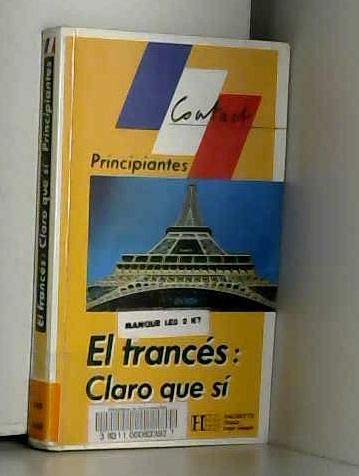 El francés: Claro que sí Principiantes
Contact
Principiantes
MANQUE LES 2 K7
El francés:
Claro que sí
H
HACHETTE